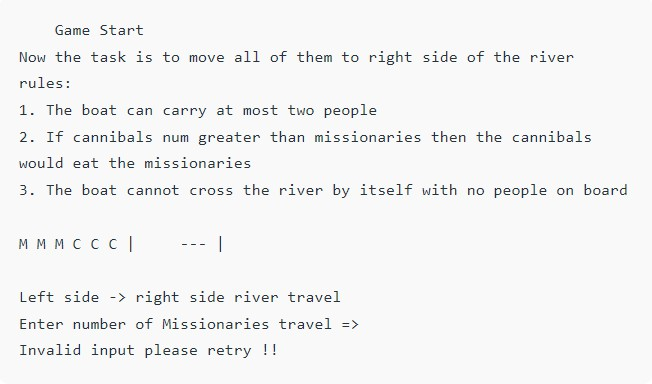 Game Start
Now the task is to move all of them to right side of the river
rules:
1. The boat can carry at most two people
2. If cannibals num greater than missionaries then the cannibals
would eat the missionaries
3. The boat cannot cross the river by itself with no people on board
M M M C C C |     --- |
Left side -> right side river travel
Enter number of Missionaries travel =>
Invalid input please retry !!